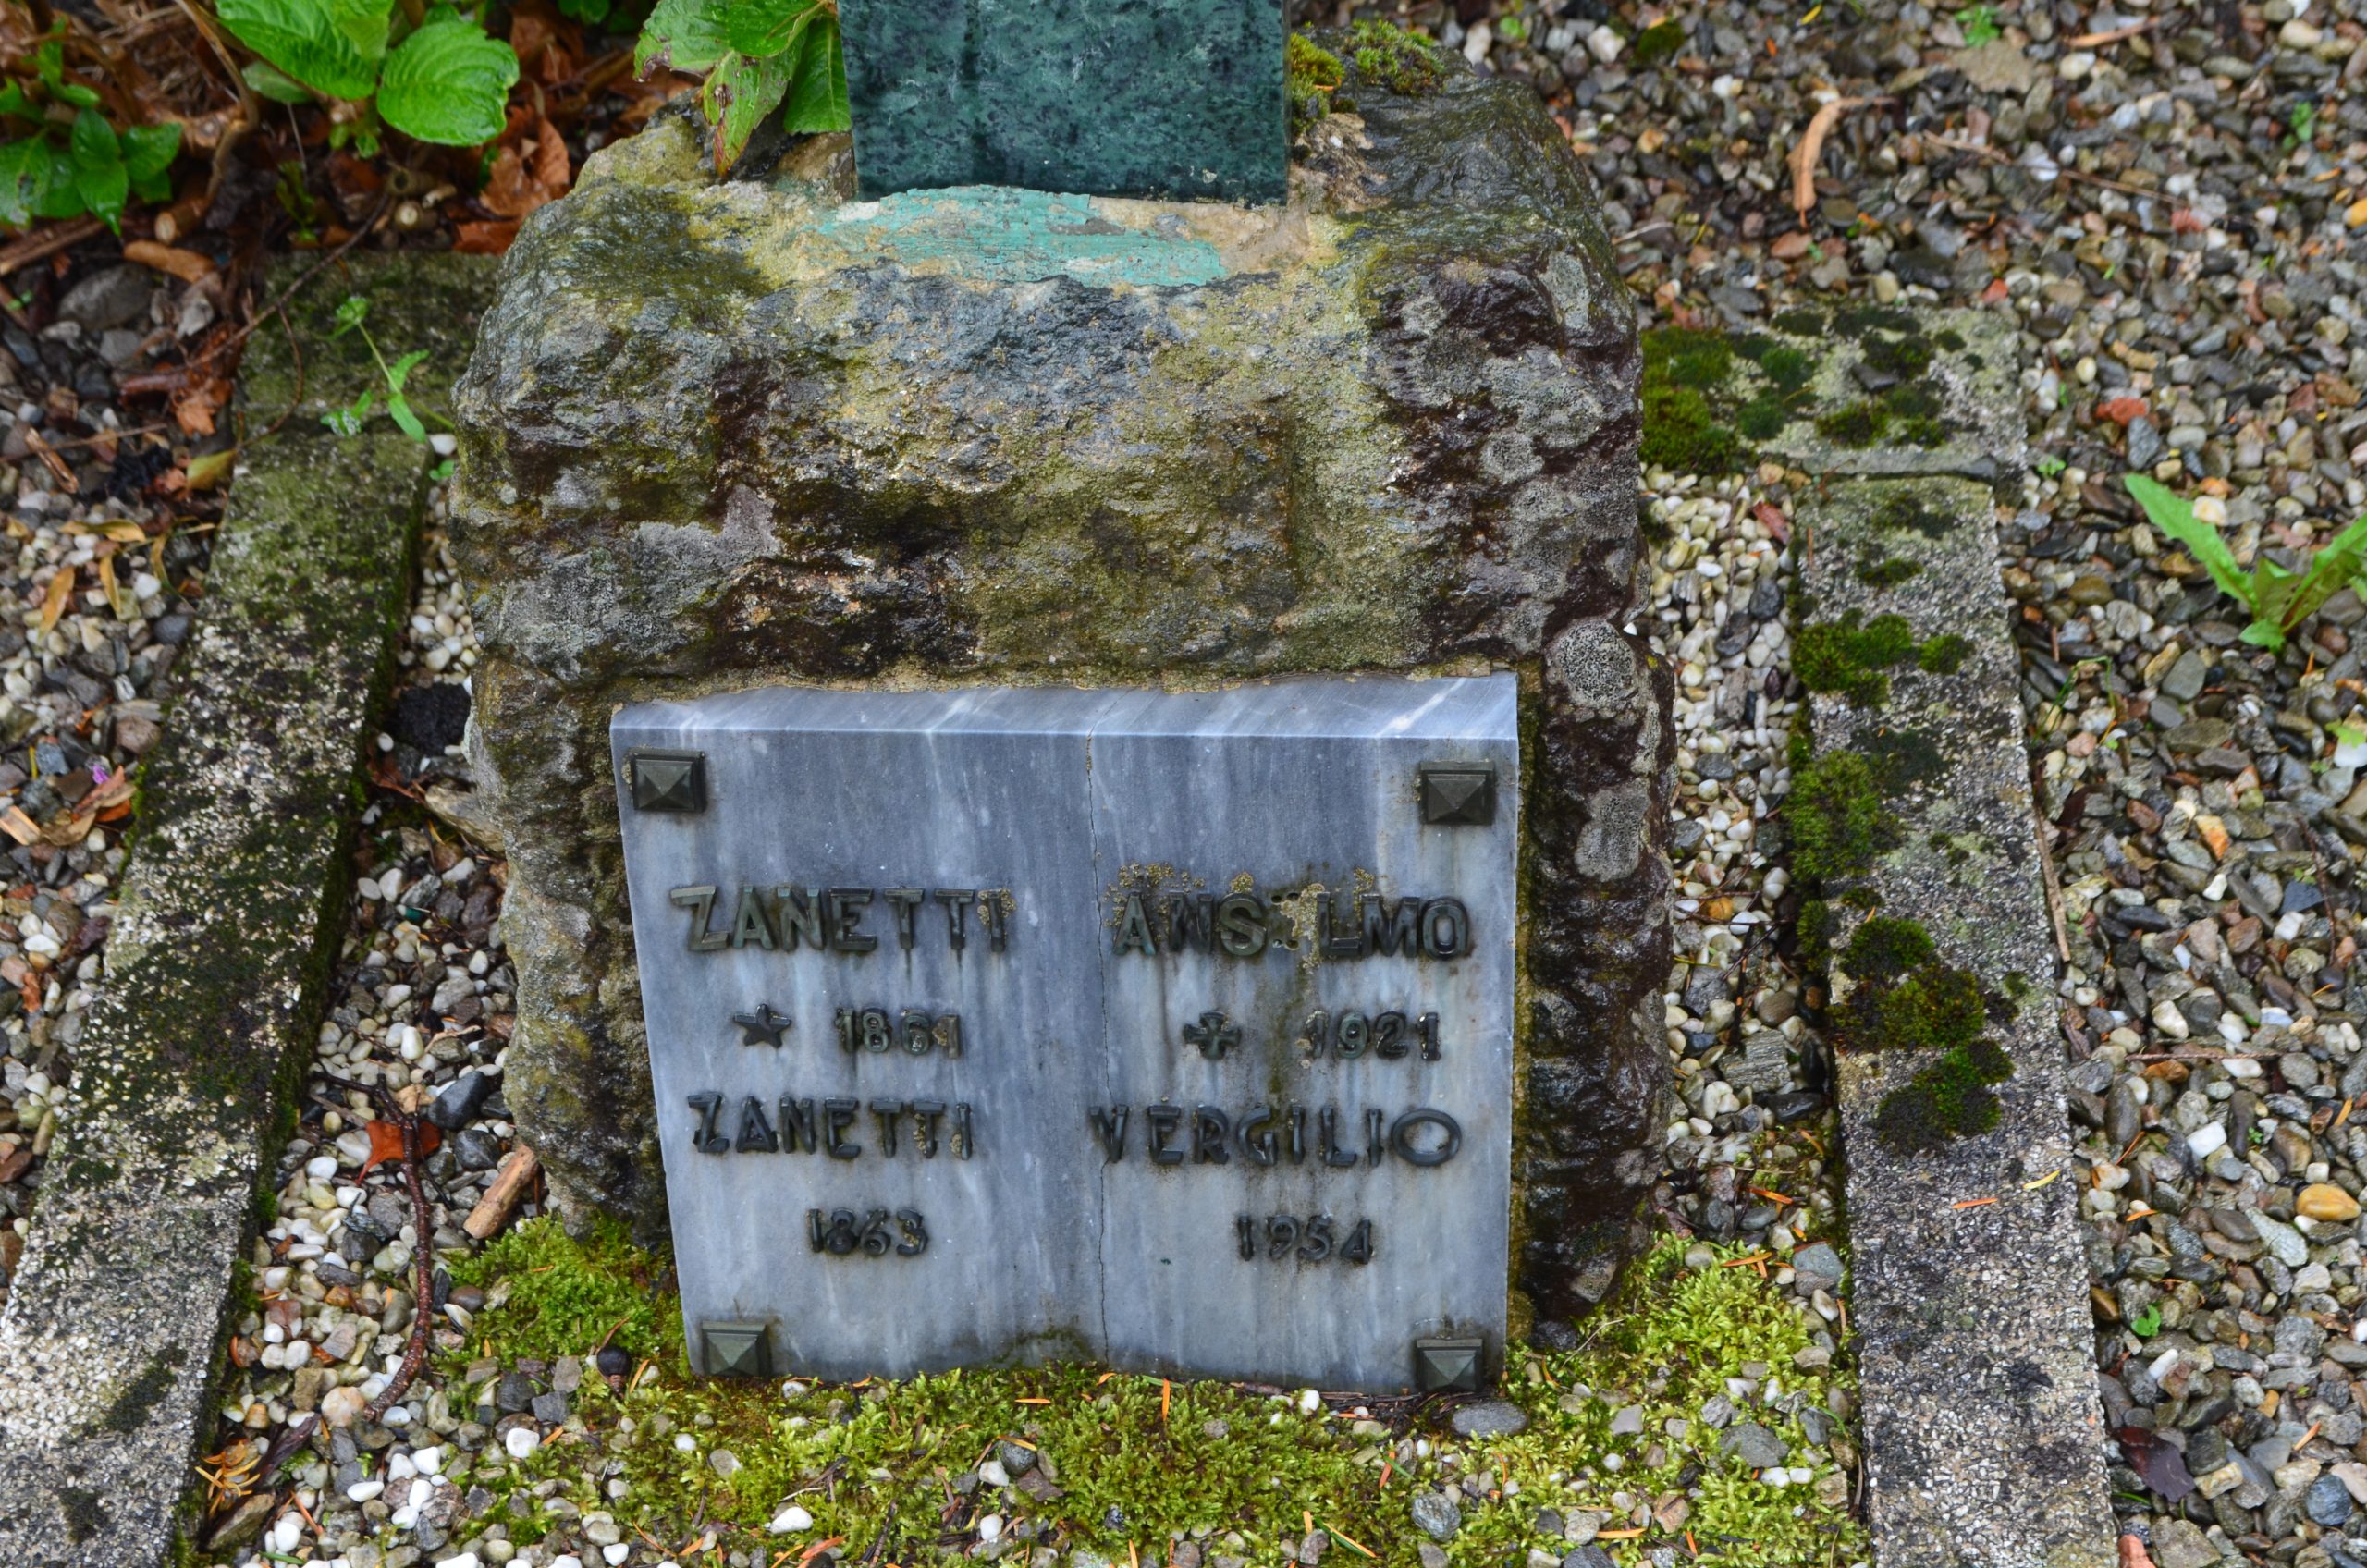 ZANETTI ANSELMO
★ 1861 ✚ 1921
ZANETTI VERGILIO
1863 1954